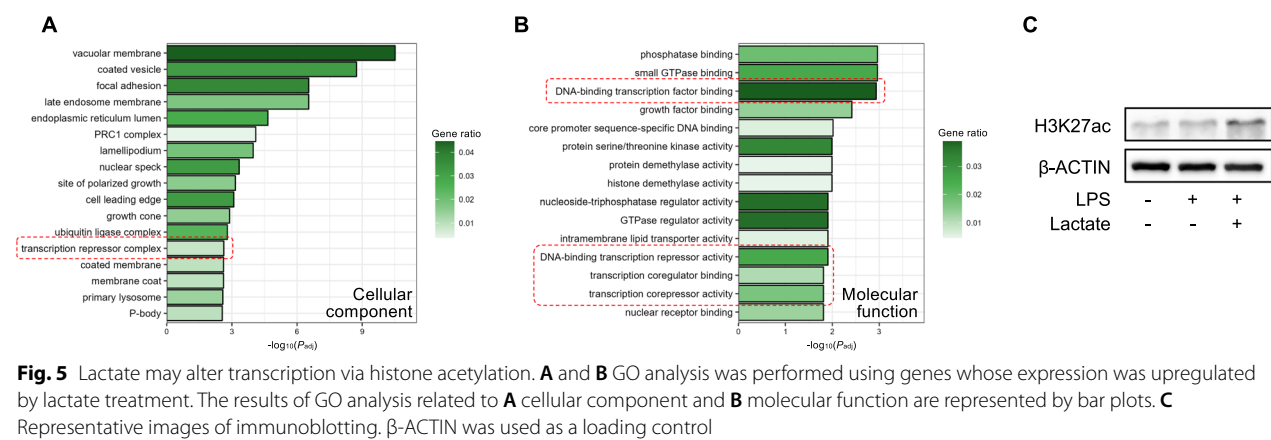 A
vacuolar membrane
coated vesicle
focal adhesion
late endosome membrane
endoplasmic reticulum lumen
PRC1 complex
lamellipodium
nuclear speck
site of polarized growth
cell leading edge
growth cone
ubiquitin ligase complex
transcription repressor complex
coated membrane
membrane coat
primary lysosome
P-body
Cellular
component
0 3 6 9
-log10(Padj)
Gene ratio
0.04
0.03
0.02
0.01
B
phosphatase binding
small GTPase binding
DNA-binding transcription factor binding
growth factor binding
core promoter sequence-specific DNA binding
protein serine/threonine kinase activity
protein demethylase activity
histone demethylase activity
nucleoside-triphosphatase regulator activity
GTPase regulator activity
intramembrane lipid transporter activity
DNA-binding transcription repressor activity
transcription coregulator binding
transcription corepressor activity
nuclear receptor binding
Molecular
function
0 1 2 3
-log10(Padj)
Gene ratio
0.03
0.02
0.01
C
H3K27ac
β-ACTIN
LPS - + +
Lactate - - +
Fig. 5 Lactate may alter transcription via histone acetylation. A and B GO analysis was performed using genes whose expression was upregulated
by lactate treatment. The results of GO analysis related to A cellular component and B molecular function are represented by bar plots. C
Representative images of immunoblotting. β-ACTIN was used as a loading control